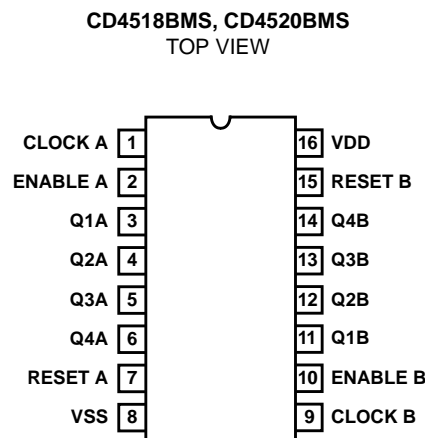 CD4518BMS, CD4520BMS
TOP VIEW
CLOCK A 1 16 VDD
ENABLE A 2 15 RESET B
Q1A 3 14 Q4B
Q2A 4 13 Q3B
Q3A 5 12 Q2B
Q4A 6 11 Q1B
RESET A 7 10 ENABLE B
VSS 8 9 CLOCK B